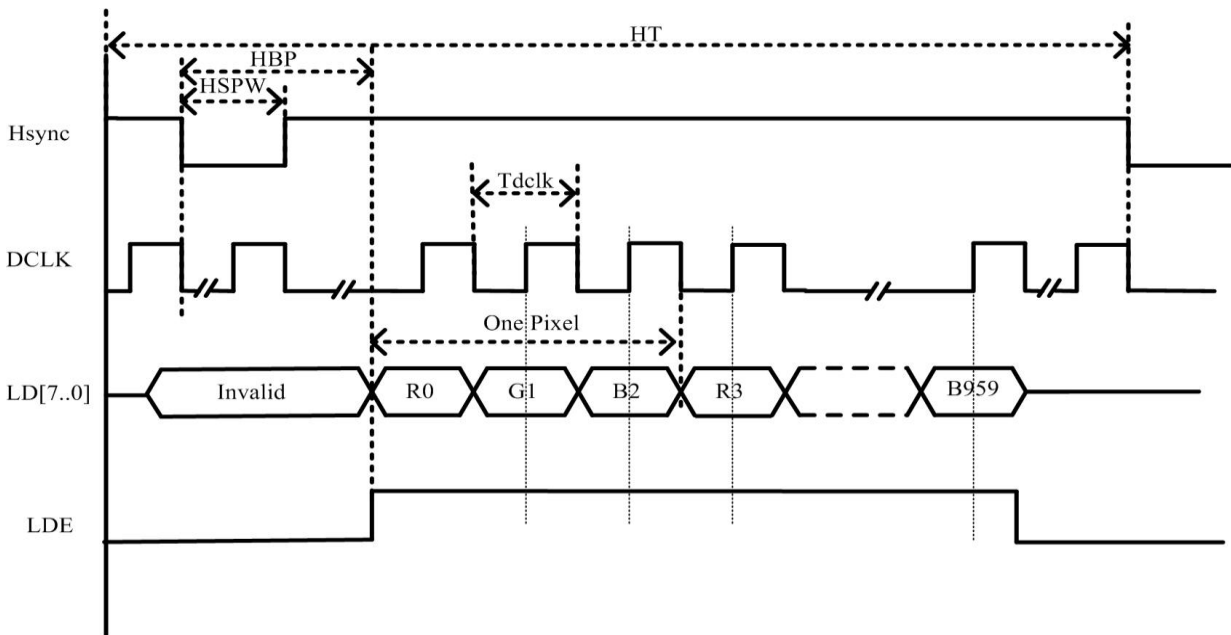 HT
HBP
HSPW
Hsync
Tdclk
DCLK
One Pixel
LD[7..0]
Invalid
R0
G1
B2
R3
B959
LDE